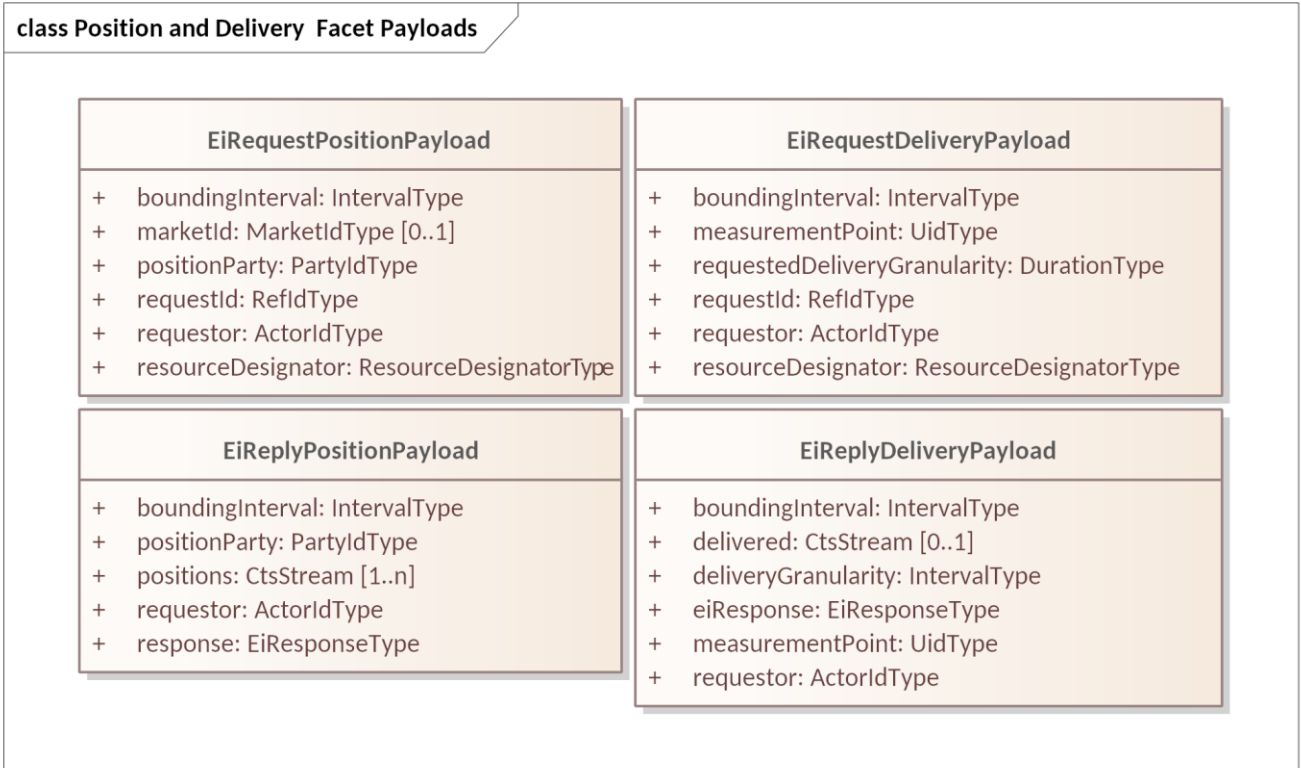 class Position and Delivery  Facet Payloads
EiRequestPositionPayload
+ boundingInterval: IntervalType
+ marketId: MarketIdType [0..1]
+ positionParty: PartyIdType
+ requestId: RefIdType
+ requestor: ActorIdType
+ resourceDesignator: ResourceDesignatorType
EiRequestDeliveryPayload
+ boundingInterval: IntervalType
+ measurementPoint: UidType
+ requestedDeliveryGranularity: DurationType
+ requestId: RefIdType
+ requestor: ActorIdType
+ resourceDesignator: ResourceDesignatorType
EiReplyPositionPayload
+ boundingInterval: IntervalType
+ positionParty: PartyIdType
+ positions: CtsStream [1..n]
+ requestor: ActorIdType
+ response: EiResponseType
EiReplyDeliveryPayload
+ boundingInterval: IntervalType
+ delivered: CtsStream [0..1]
+ deliveryGranularity: IntervalType
+ eiResponse: EiResponseType
+ measurementPoint: UidType
+ requestor: ActorIdType